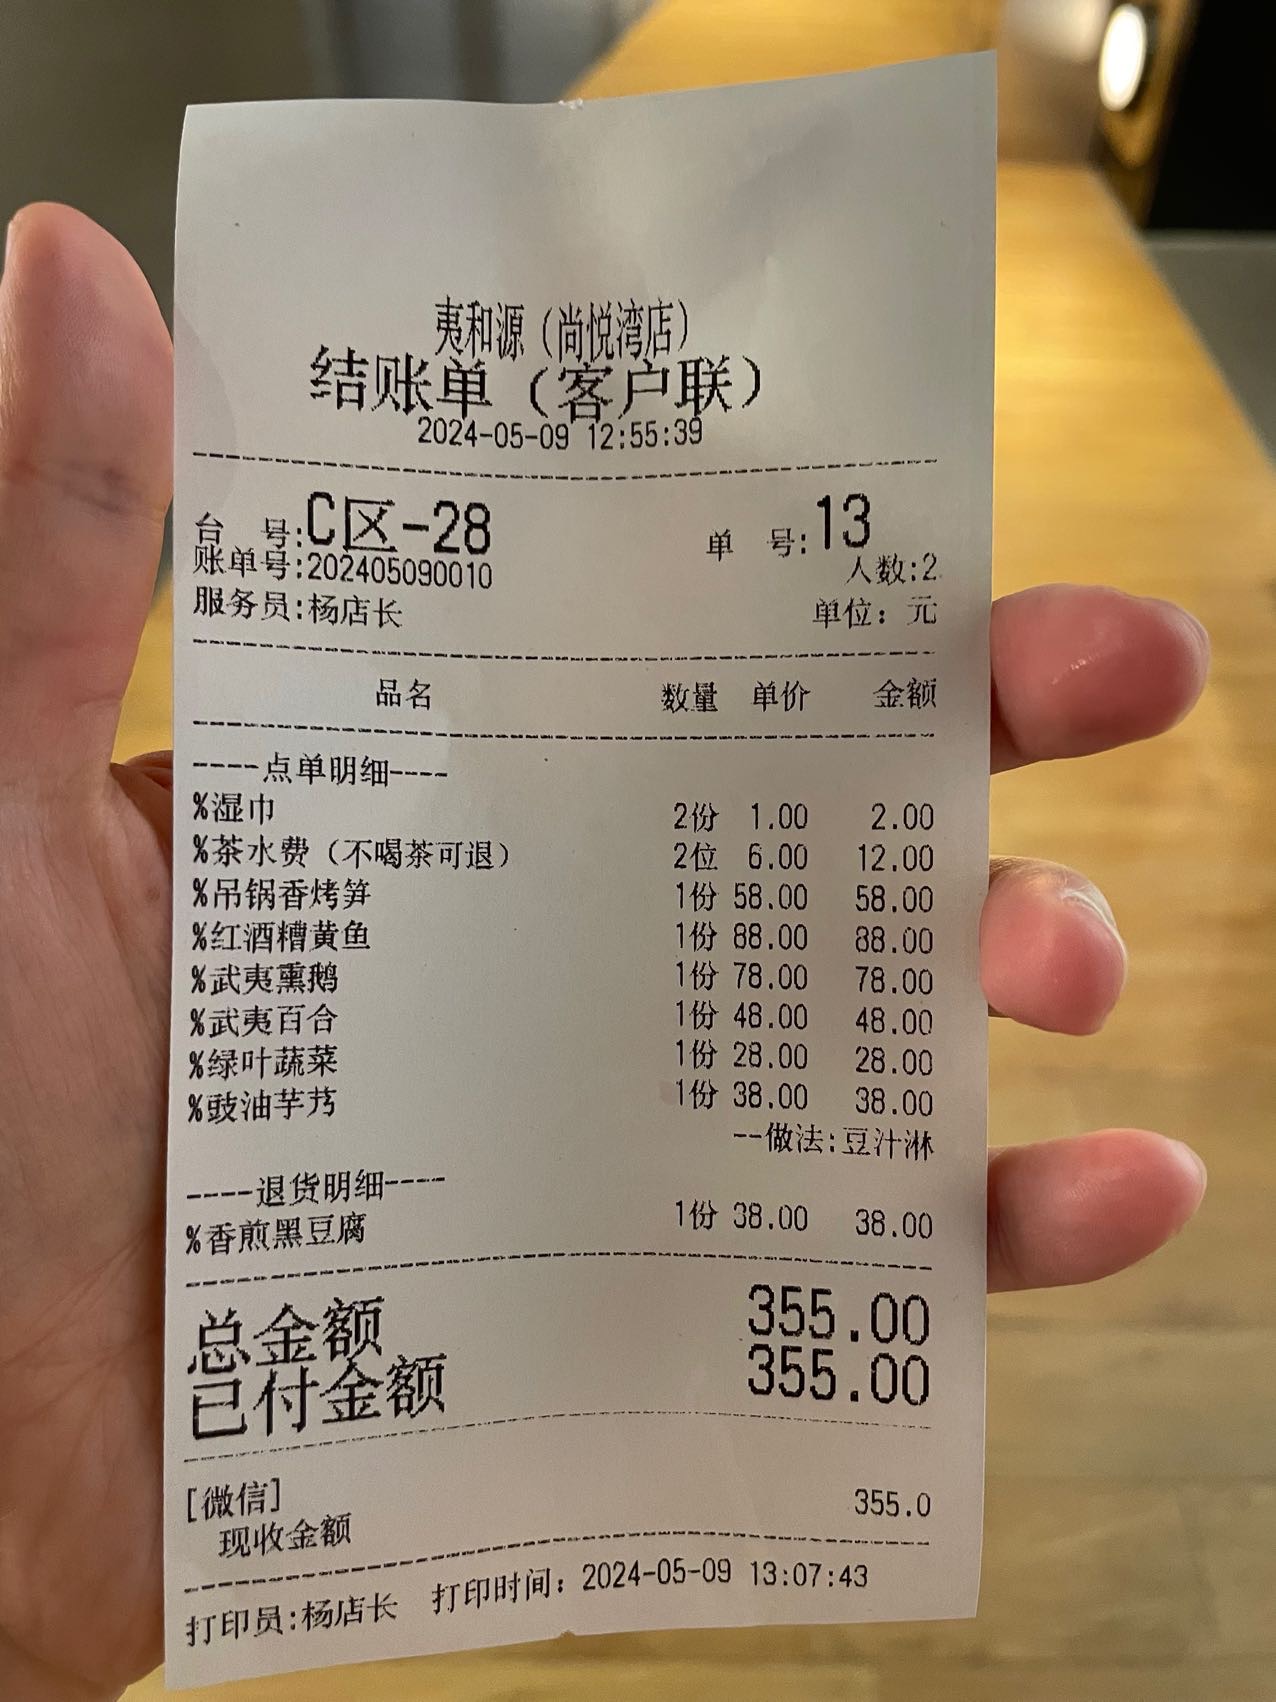 夷和源（尚悦湾店）
结账单（客户联）
2024-05-09 12:55:39
台 号:C区-28 单 号:13
账单号:202405090010 人数:2
服务员:杨店长 单位：元
品名 数量 单价 金额
----点单明细----
%湿巾 2份 1.00 2.00
%茶水费（不喝茶可退） 2位 6.00 12.00
%吊锅香烤笋 1份 58.00 58.00
%红酒糟黄鱼 1份 88.00 88.00
%武夷熏鹅 1份 78.00 78.00
%武夷百合 1份 48.00 48.00
%绿叶蔬菜 1份 28.00 28.00
%豉油芋艿 1份 38.00 38.00
--做法:豆汁淋
----退货明细----
%香煎黑豆腐 1份 38.00 38.00
总金额 355.00
已付金额 355.00
[微信] 355.0
现收金额
打印员:杨店长 打印时间：2024-05-09 13:07:43